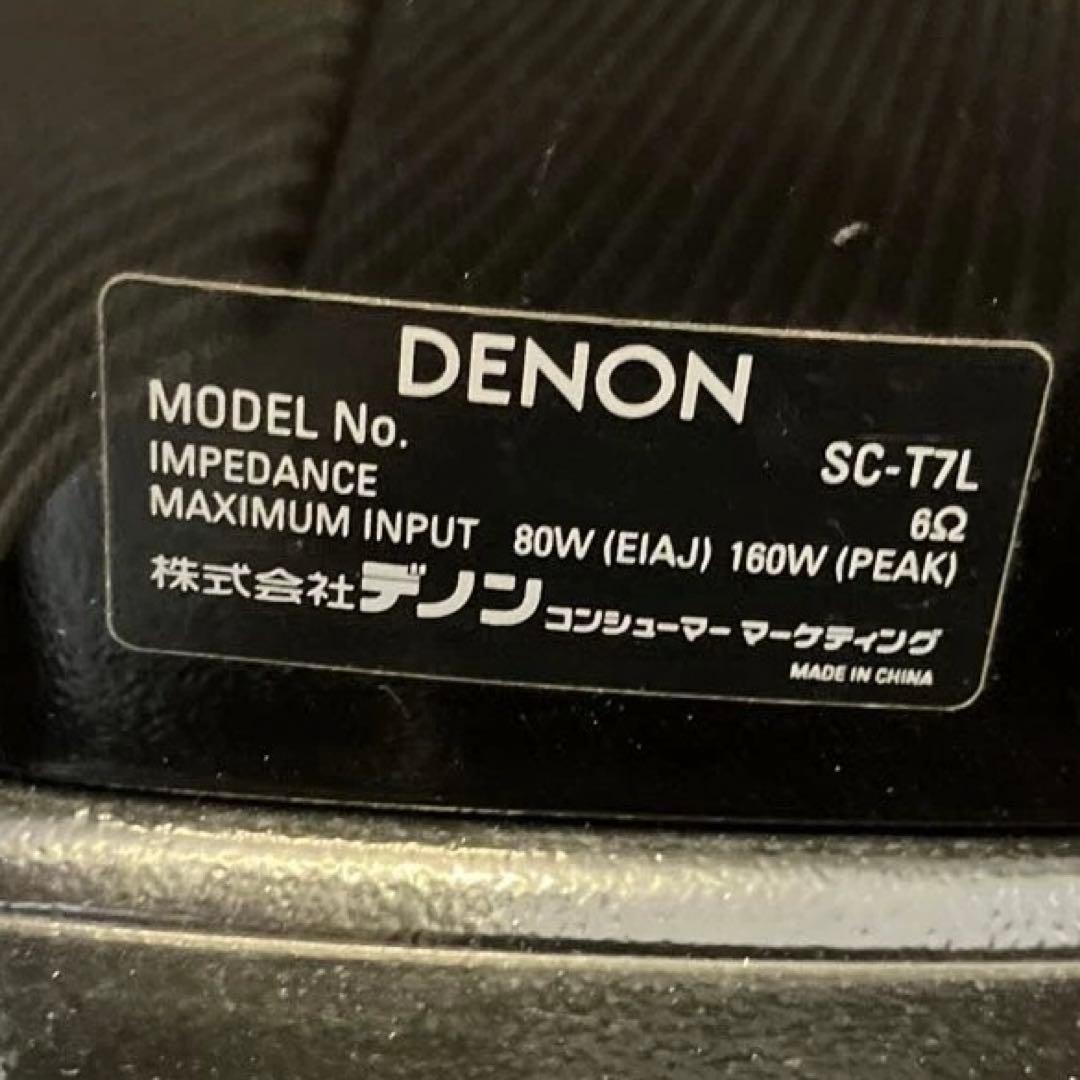 DENON
MODEL No. SC-T7L
IMPEDANCE 6Ω
MAXIMUM INPUT 80W (EIAJ) 160W (PEAK)
株式会社デノン コンシューマー マーケティング
MADE IN CHINA